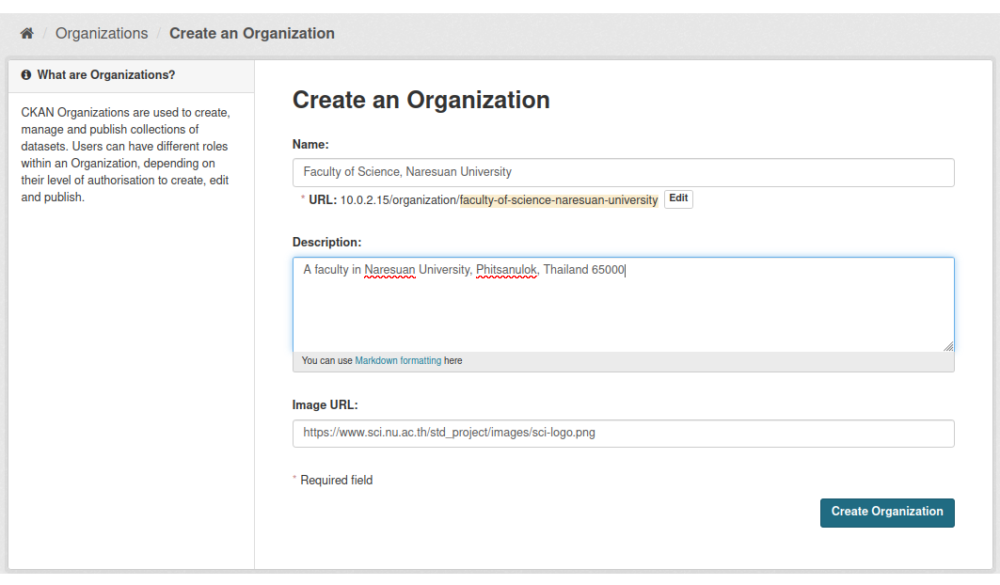 / Organizations / Create an Organization
What are Organizations?
CKAN Organizations are used to create,
manage and publish collections of
datasets. Users can have different roles
within an Organization, depending on
their level of authorisation to create, edit
and publish.
Create an Organization
Name:
Faculty of Science, Naresuan University
* URL: 10.0.2.15/organization/faculty-of-science-naresuan-university Edit
Description:
A faculty in Naresuan University, Phitsanulok, Thailand 65000
You can use Markdown formatting here
Image URL:
https://www.sci.nu.ac.th/std_project/images/sci-logo.png
* Required field
Create Organization